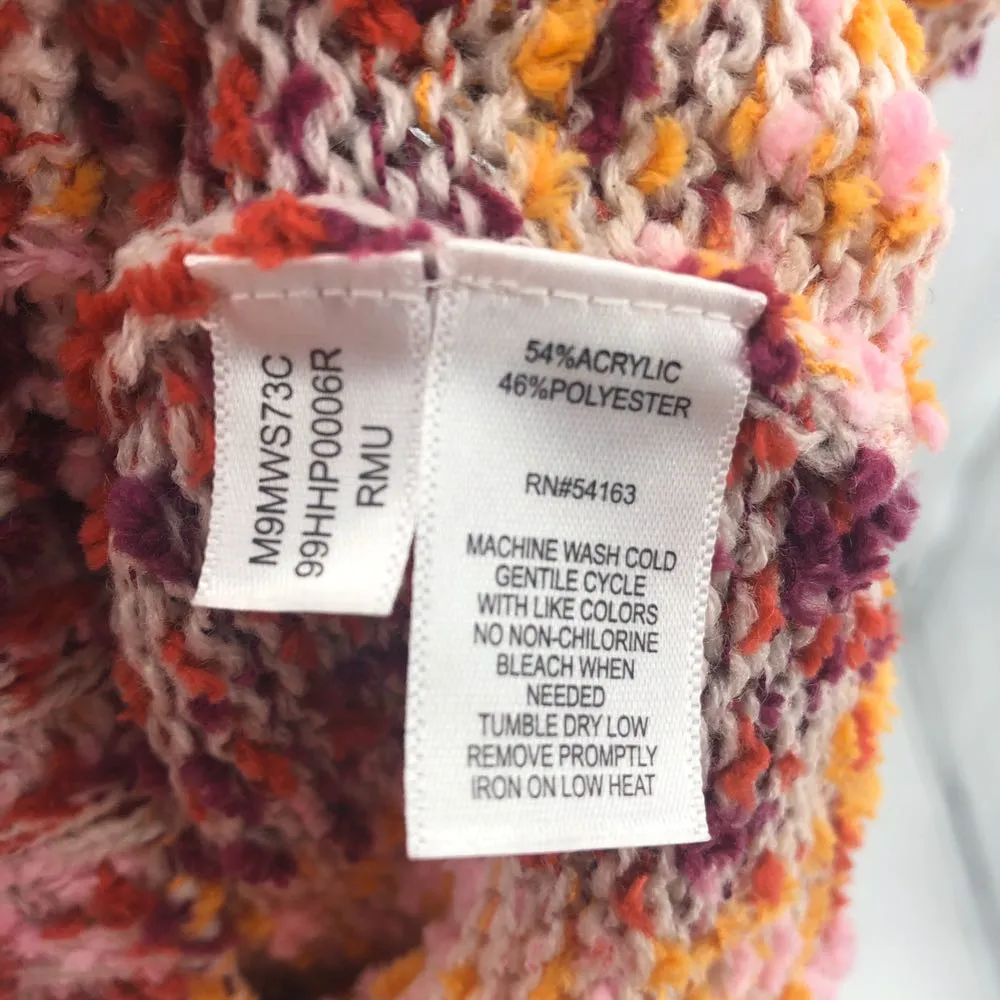 M9MWS73C
99HHP0006R
RMU
54%ACRYLIC
46%POLYESTER
RN#54163
MACHINE WASH COLD
GENTILE CYCLE
WITH LIKE COLORS
NO NON-CHILORINE
BLEACH WHEN
NEEDED
TUMBLE DRY LOW
REMOVE PROMPTLY
IRON ON LOW HEAT